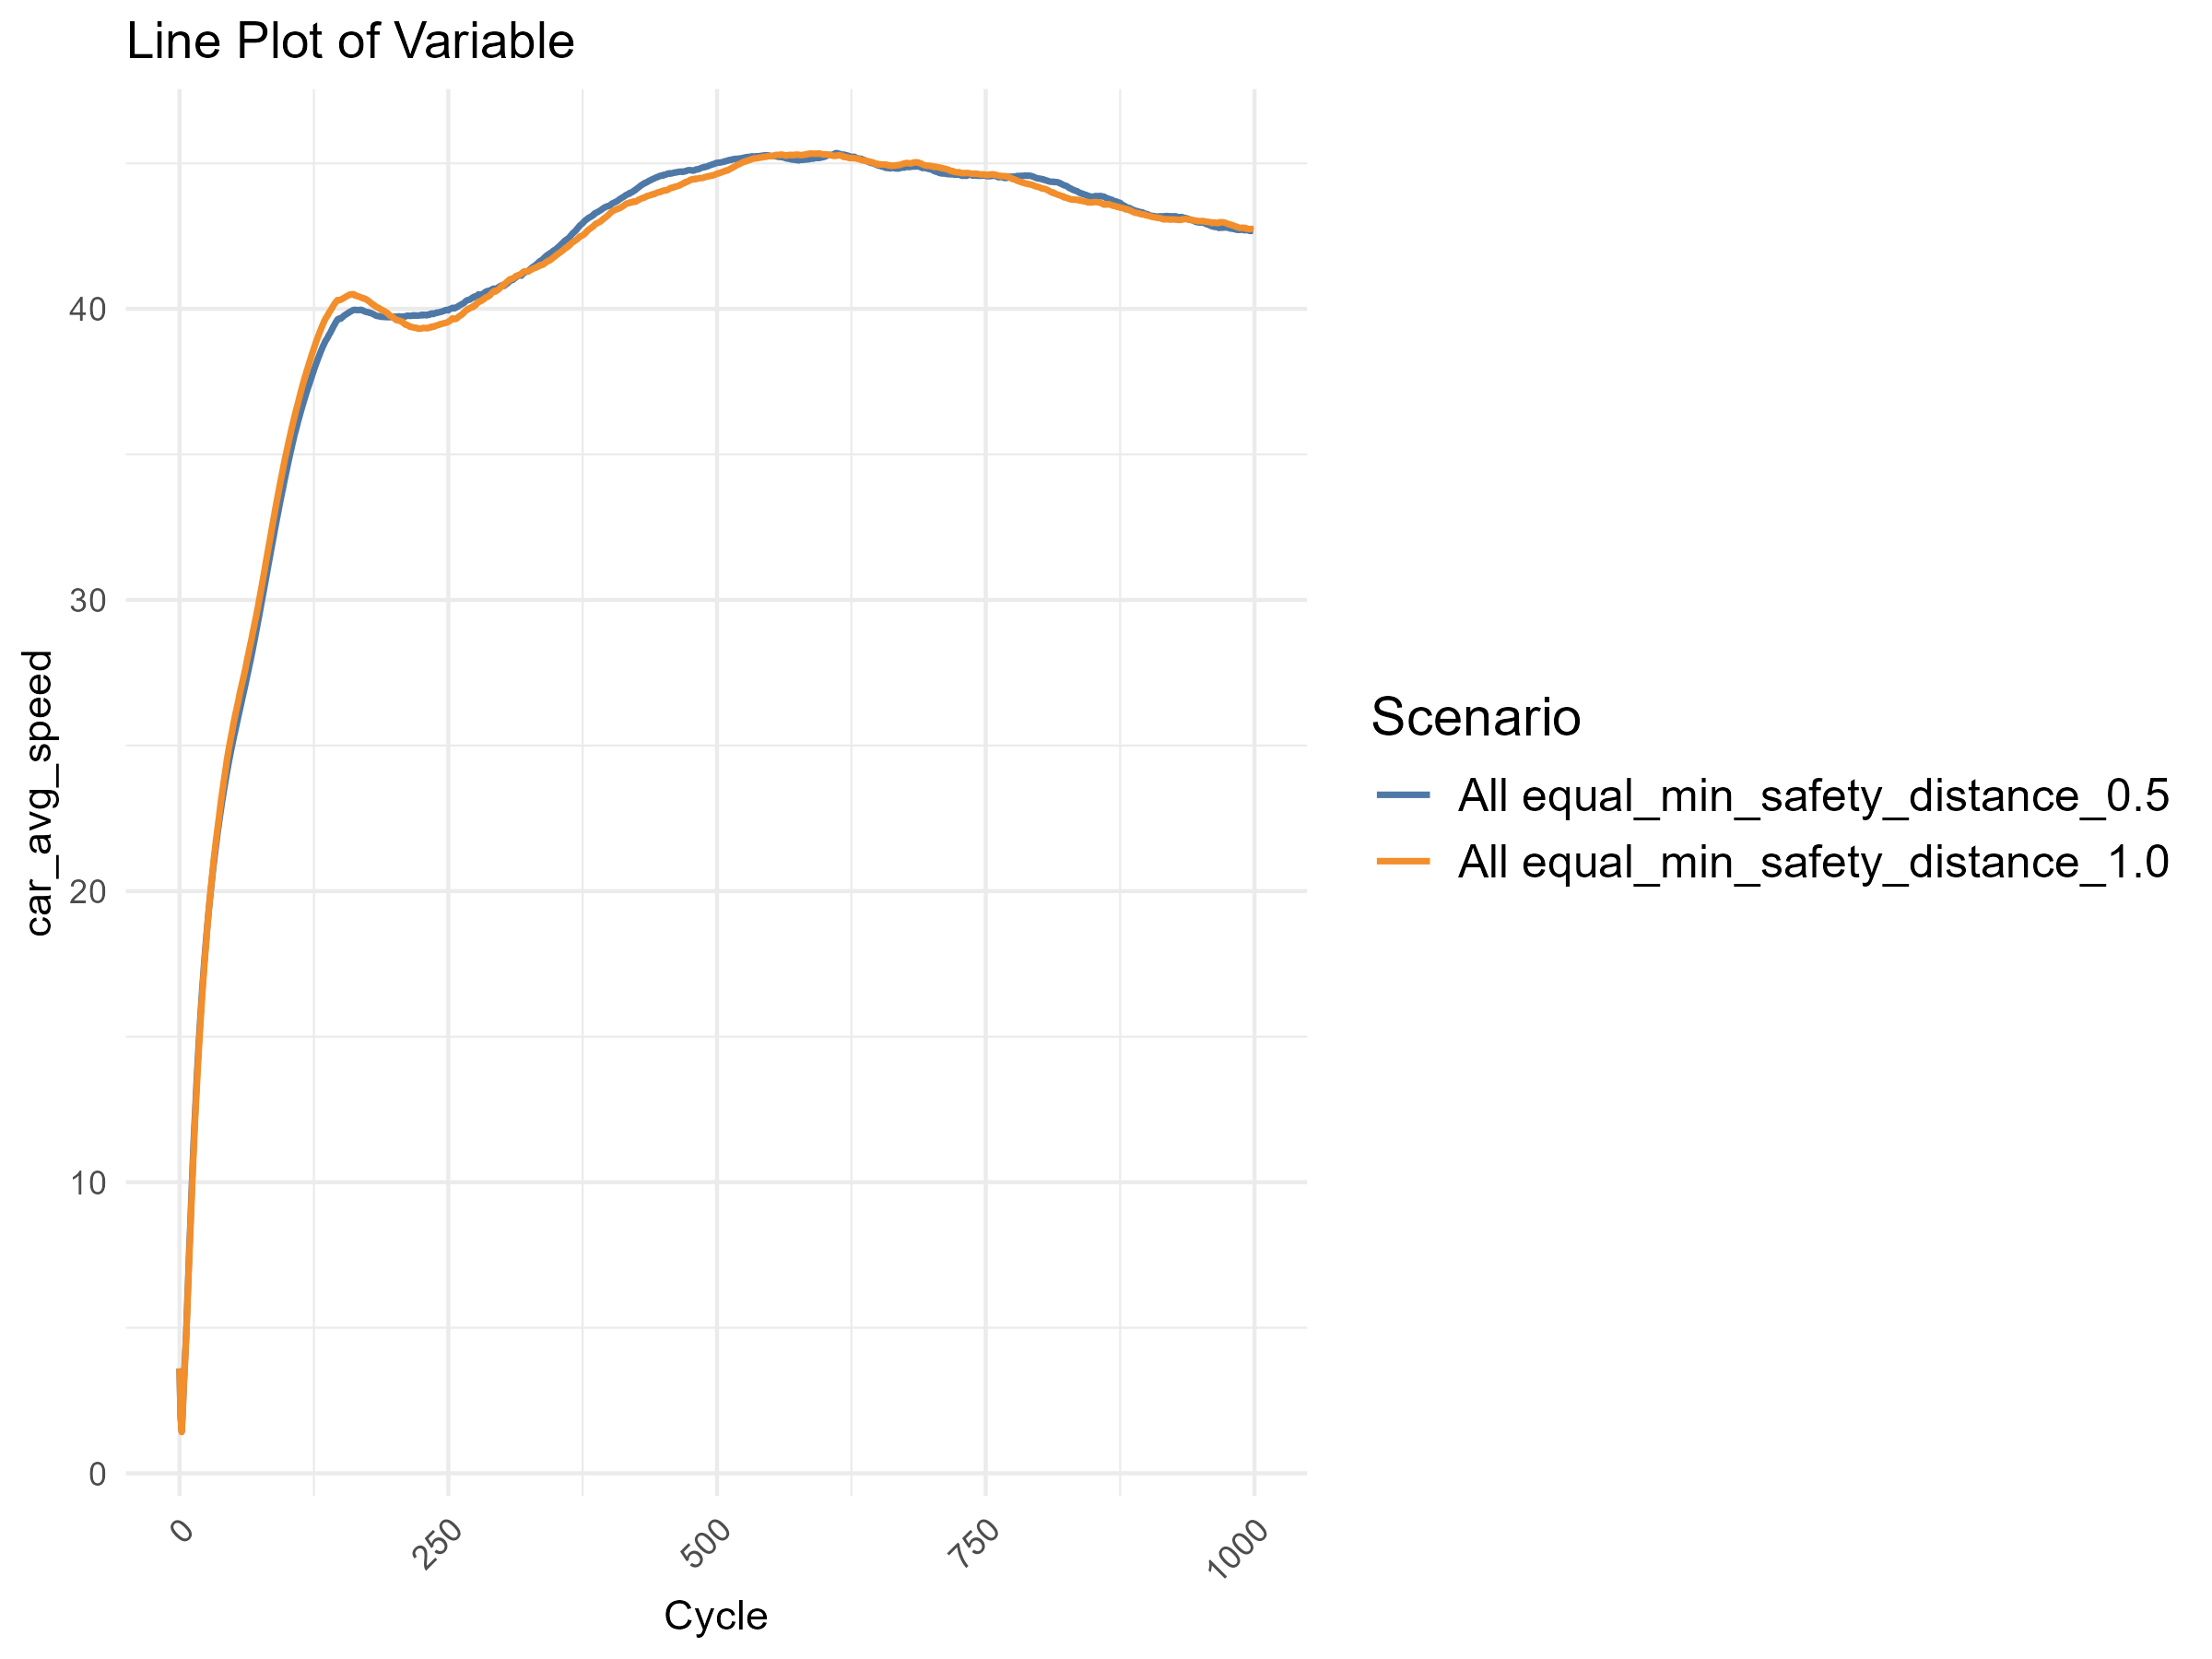 Line Plot of Variable
car_avg_speed
40
30
20
10
0
0
250
500
750
1000
Cycle
Scenario
All equal_min_safety_distance_0.5
All equal_min_safety_distance_1.0